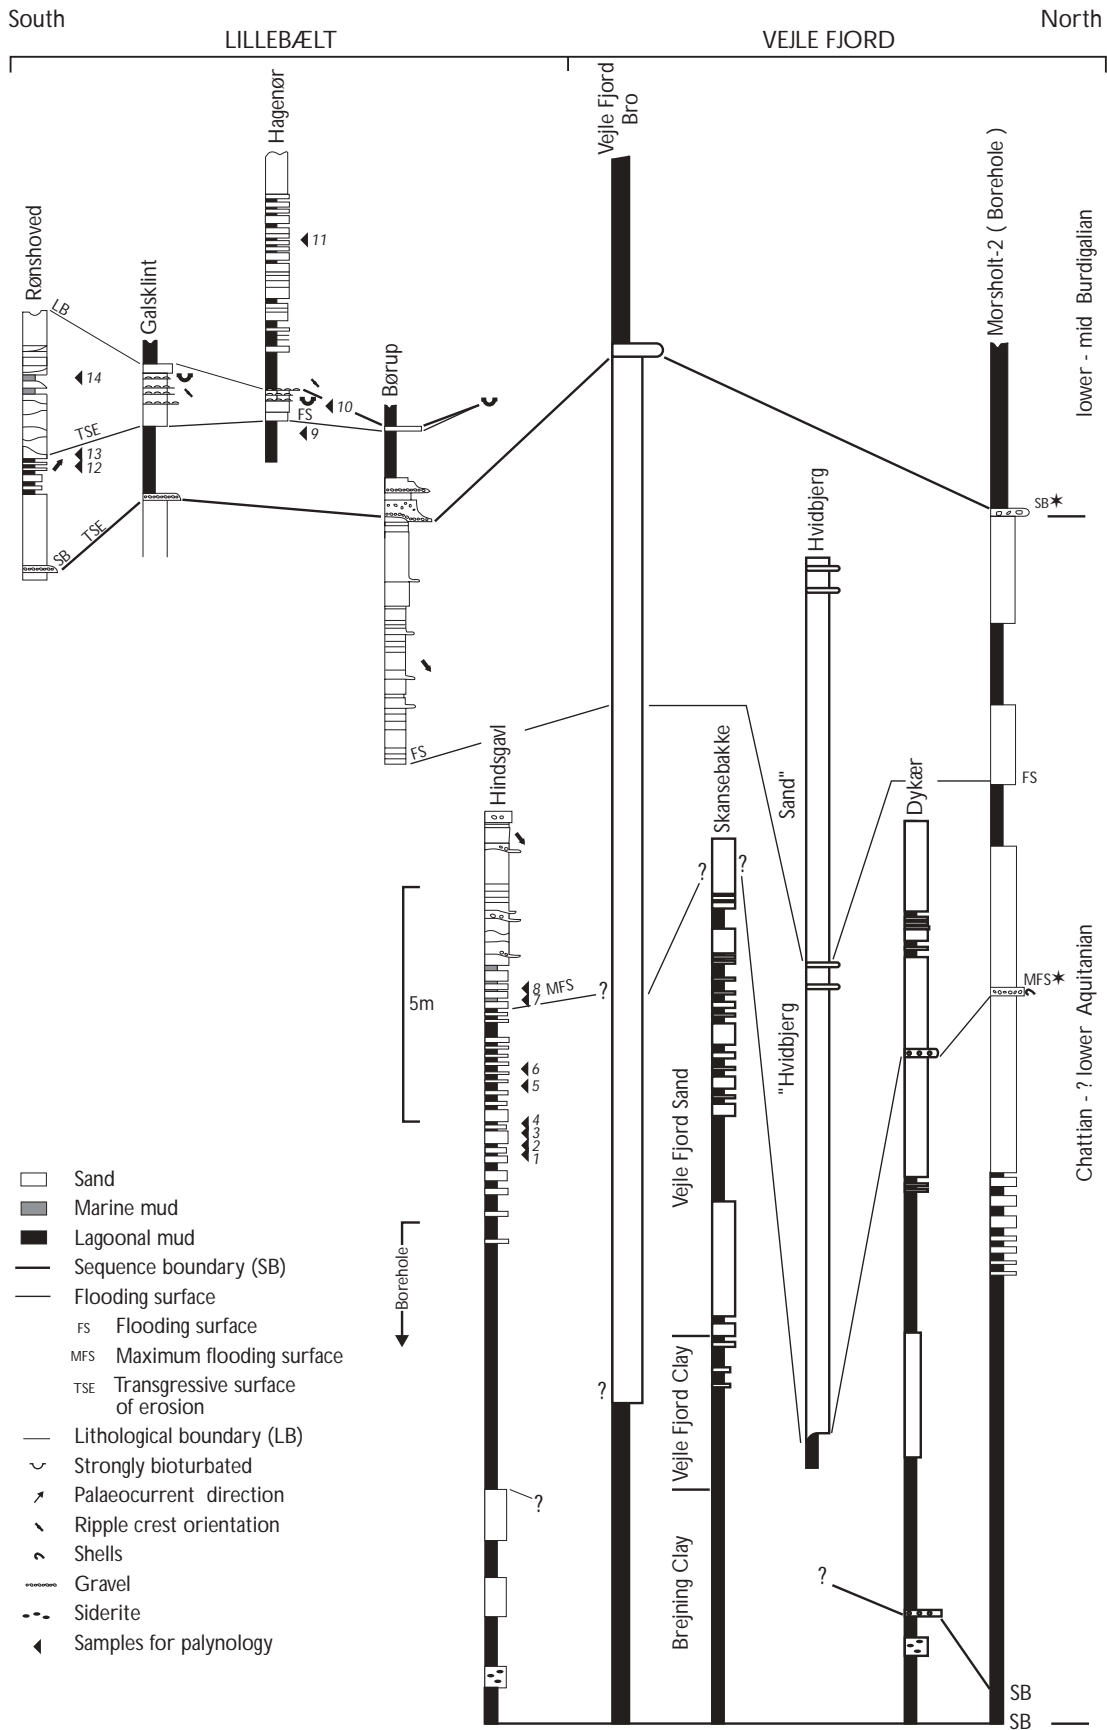 South
North
LILLEBÆLT
VEJLE FJORD
Rønshoved
Galsklint
Hagenør
Børup
Hindsgavl
Vejle Fjord
Bro
Skansebakke
Hvidbjerg
Dykær
Morsholt-2 ( Borehole )
lower - mid Burdigalian
Chattian - ? lower Aquitanian
LB
14
TSE
13
12
SB
TSE
11
10
FS
9
FS
SB★
FS
MFS★
8
MFS
7
6
5
4
3
2
1
5m
Borehole
?
?
?
?
?
?
"Hvidbjerg Sand"
Vejle Fjord Sand
Vejle Fjord Clay
Brejning Clay
SB
SB
Sand
Marine mud
Lagoonal mud
Sequence boundary (SB)
Flooding surface
FS Flooding surface
MFS Maximum flooding surface
TSE Transgressive surface
of erosion
Lithological boundary (LB)
Strongly bioturbated
Palaeocurrent direction
Ripple crest orientation
Shells
Gravel
Siderite
Samples for palynology